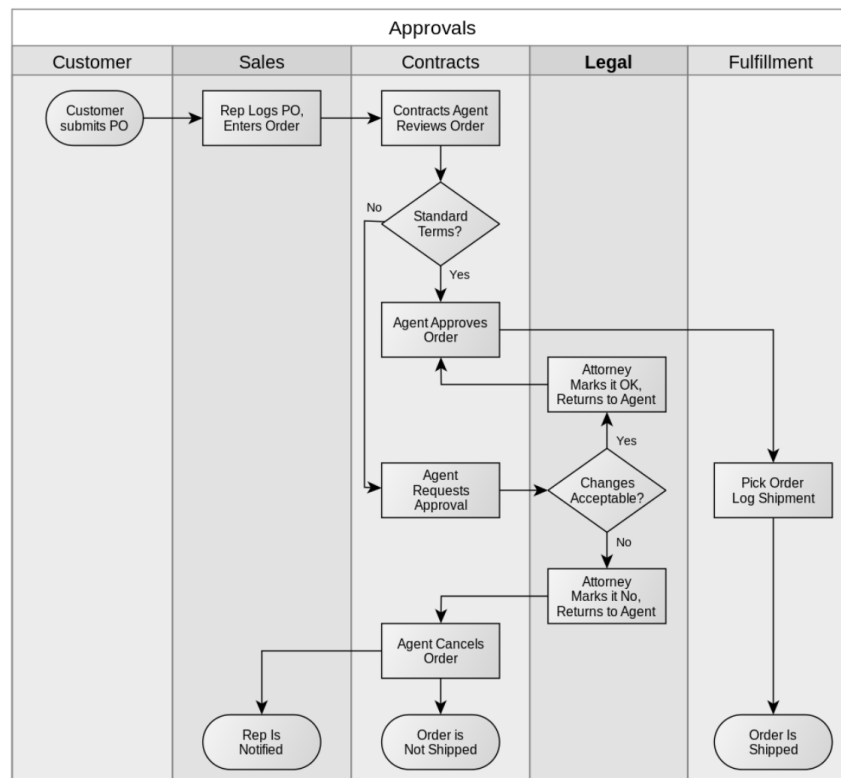 Approvals
Customer
Sales
Contracts
Legal
Fulfillment
Customer
submits PO
Rep Logs PO,
Enters Order
Contracts Agent
Reviews Order
No
Standard
Terms?
Yes
Agent Approves
Order
Attorney
Marks it OK,
Returns to Agent
Yes
Agent
Requests
Approval
Changes
Acceptable?
Pick Order
Log Shipment
No
Attorney
Marks it No,
Returns to Agent
Agent Cancels
Order
Rep Is
Notified
Order is
Not Shipped
Order Is
Shipped